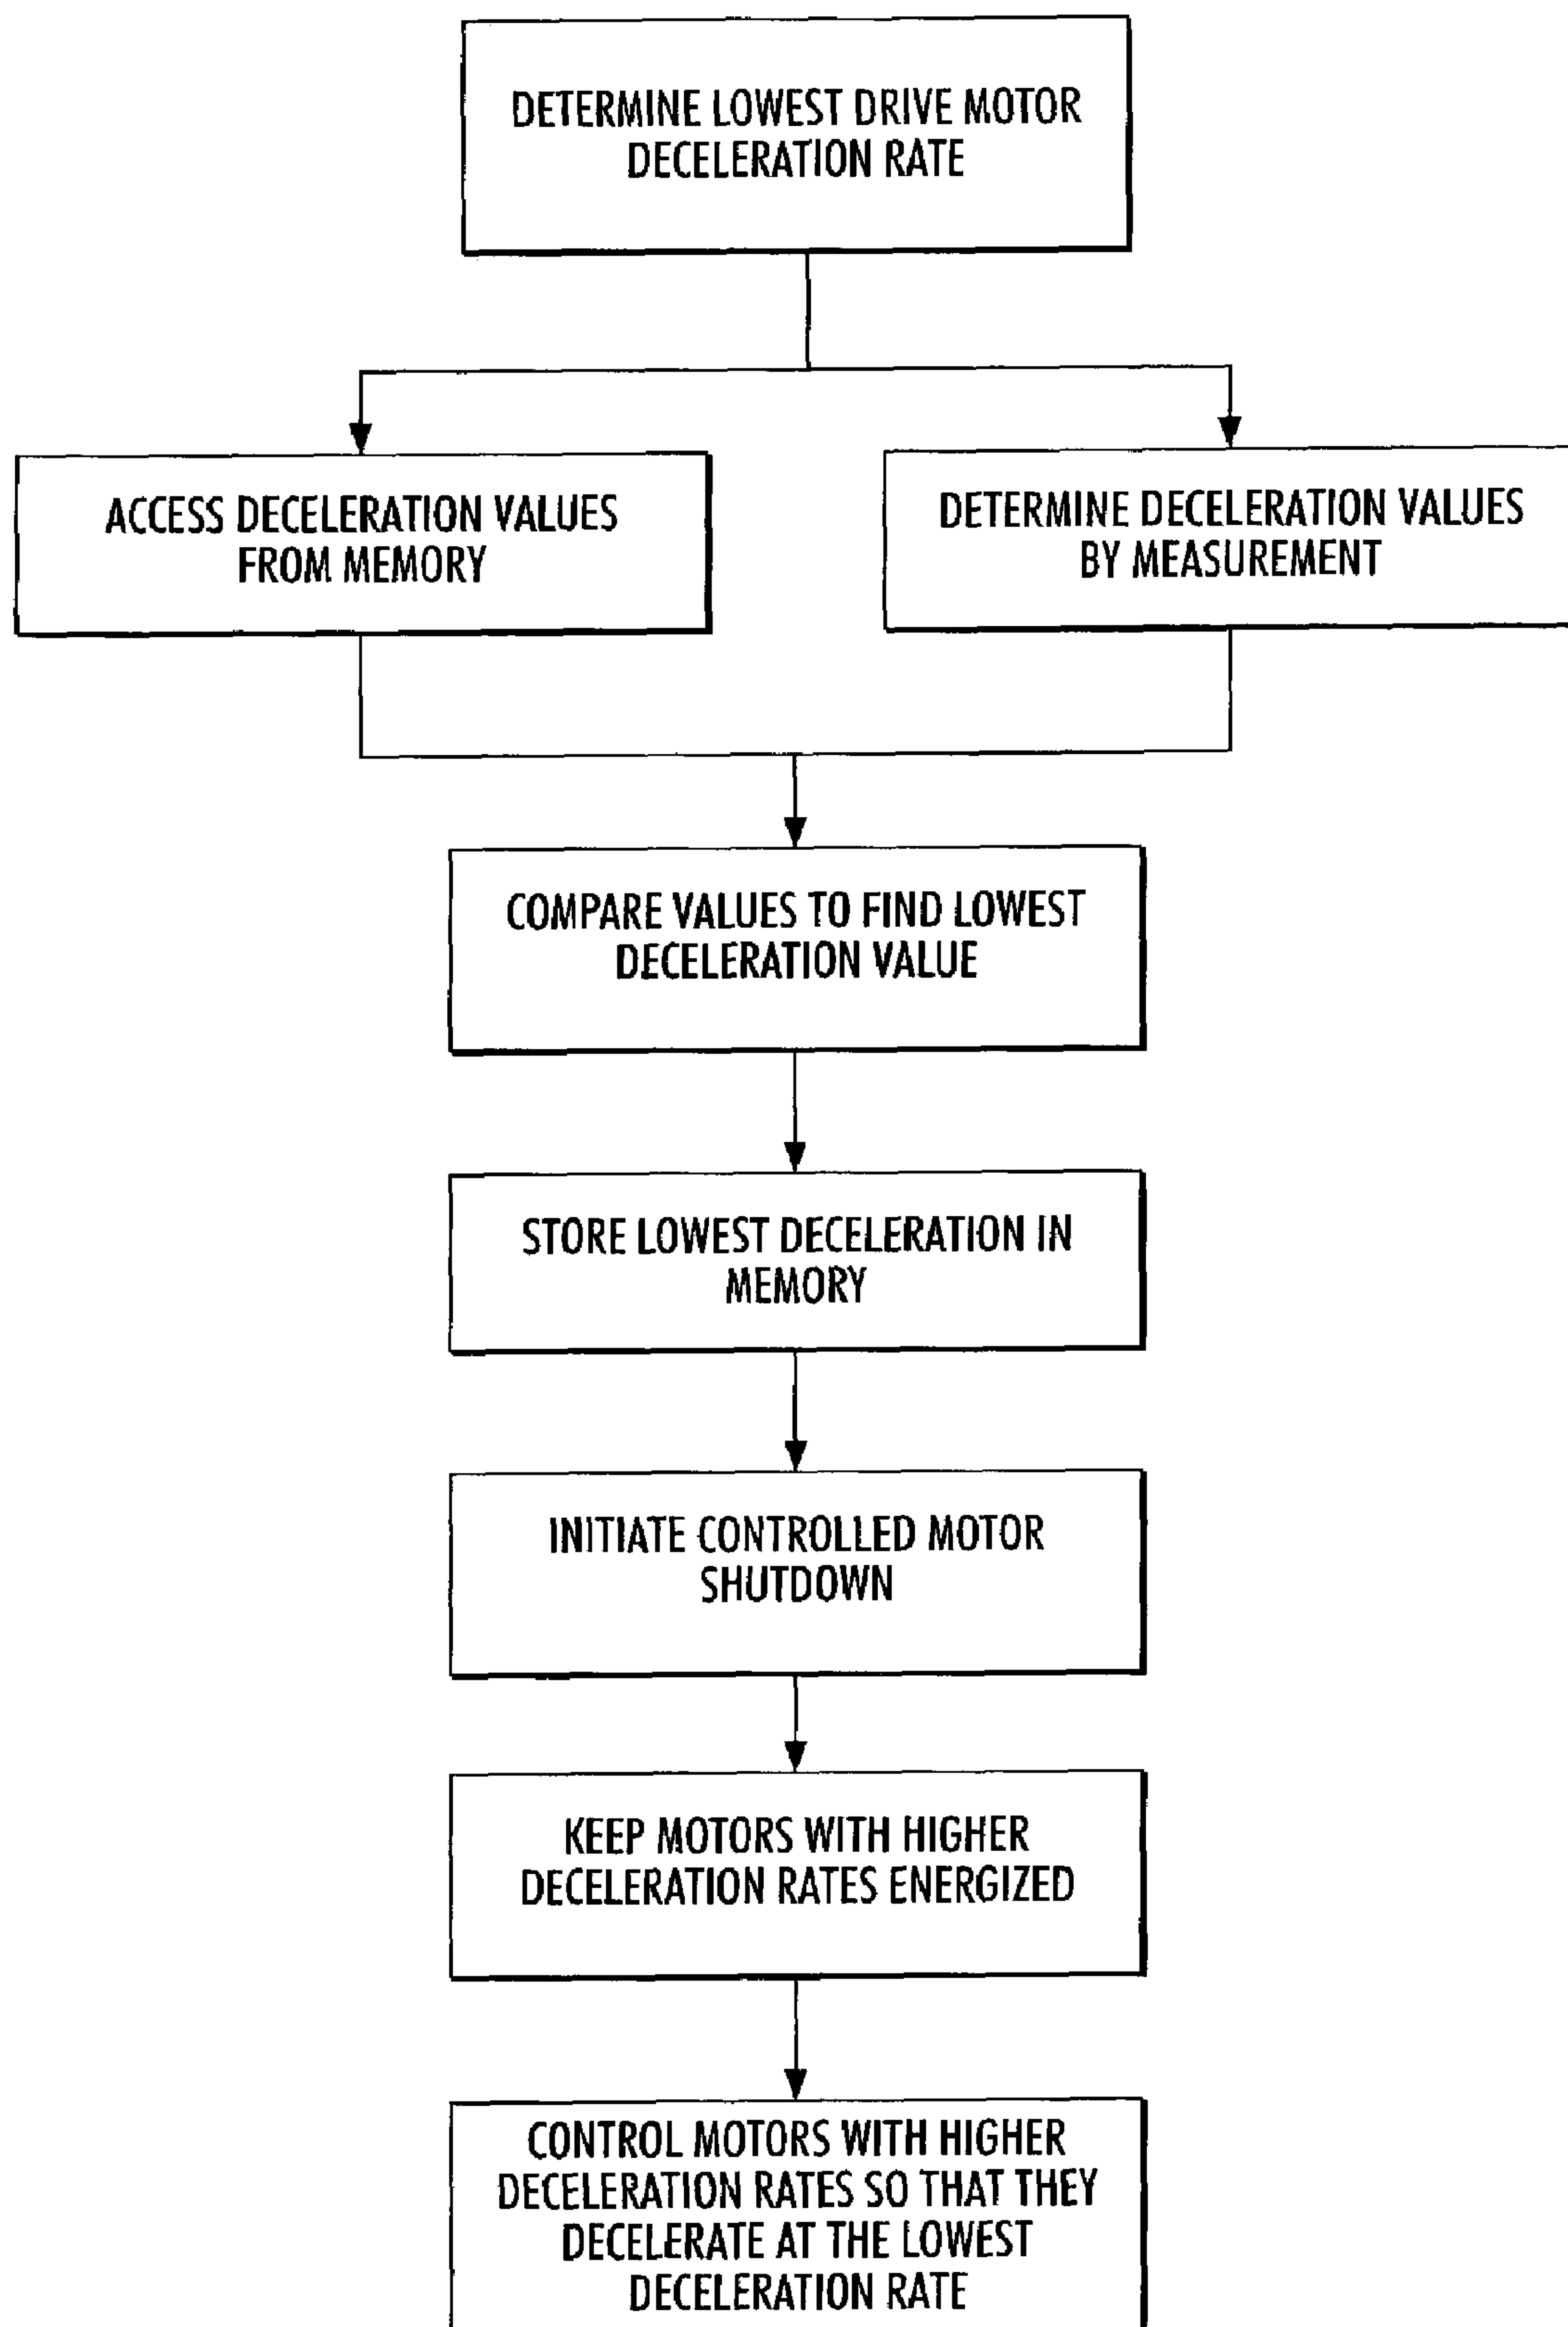 DETERMINE LOWEST DRIVE MOTOR
DECELERATION RATE
ACCESS DECELERATION VALUES
FROM MEMORY
DETERMINE DECELERATION VALUES
BY MEASUREMENT
COMPARE VALUES TO FIND LOWEST
DECELERATION VALUE
STORE LOWEST DECELERATION IN
MEMORY
INITIATE CONTROLLED MOTOR
SHUTDOWN
KEEP MOTORS WITH HIGHER
DECELERATION RATES ENERGIZED
CONTROL MOTORS WITH HIGHER
DECELERATION RATES SO THAT THEY
DECELERATE AT THE LOWEST
DECELERATION RATE